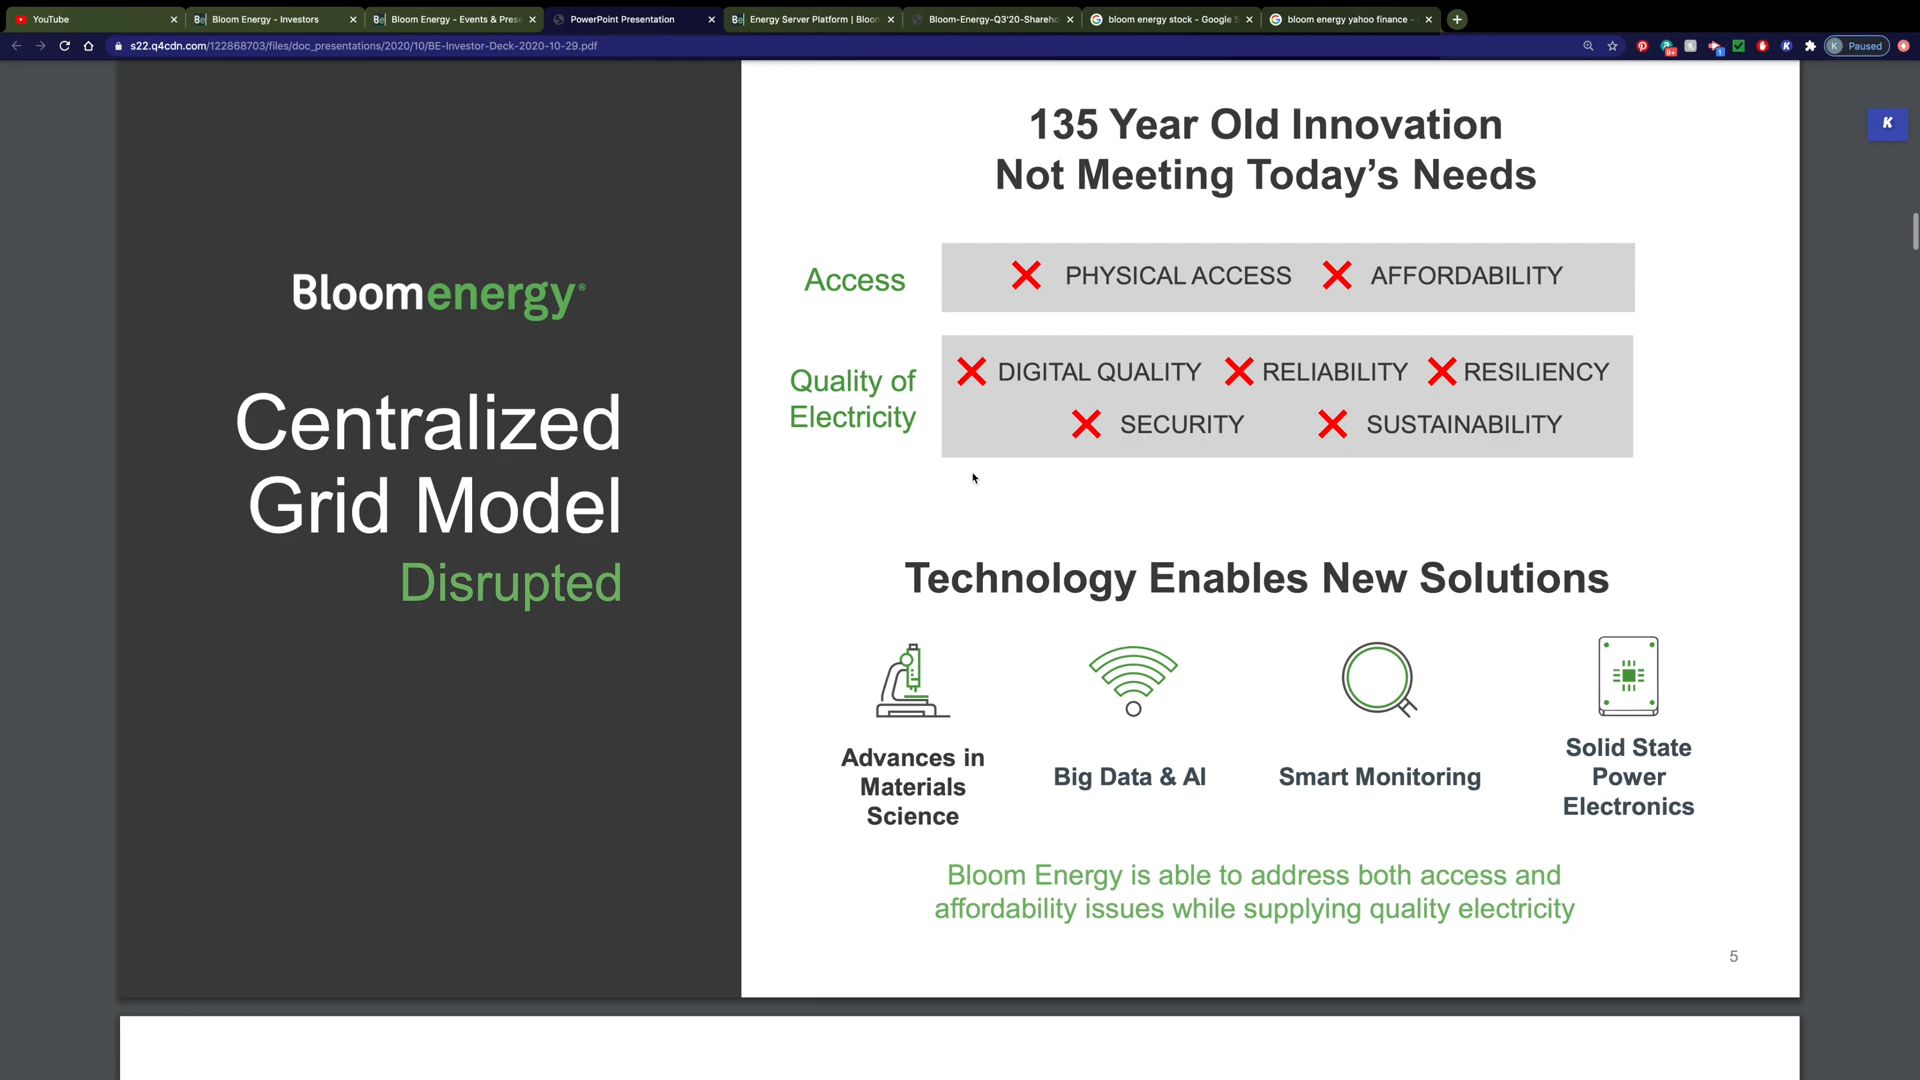 YouTube
Bloom Energy - Investors
Bloom Energy - Events & Prese
PowerPoint Presentation
Energy Server Platform | Bloon
Bloom-Energy-Q3'20-Shareho
bloom energy stock - Google S
bloom energy yahoo finance -
s22.q4cdn.com/122868703/files/doc_presentations/2020/10/BE-Investor-Deck-2020-10-29.pdf
K Paused
K
Bloomenergy®
Centralized
Grid Model
Disrupted
135 Year Old Innovation
Not Meeting Today's Needs
Access
PHYSICAL ACCESS
AFFORDABILITY
Quality of
Electricity
DIGITAL QUALITY
RELIABILITY
RESILIENCY
SECURITY
SUSTAINABILITY
Technology Enables New Solutions
Advances in
Materials
Science
Big Data & AI
Smart Monitoring
Solid State
Power
Electronics
Bloom Energy is able to address both access and
affordability issues while supplying quality electricity
5